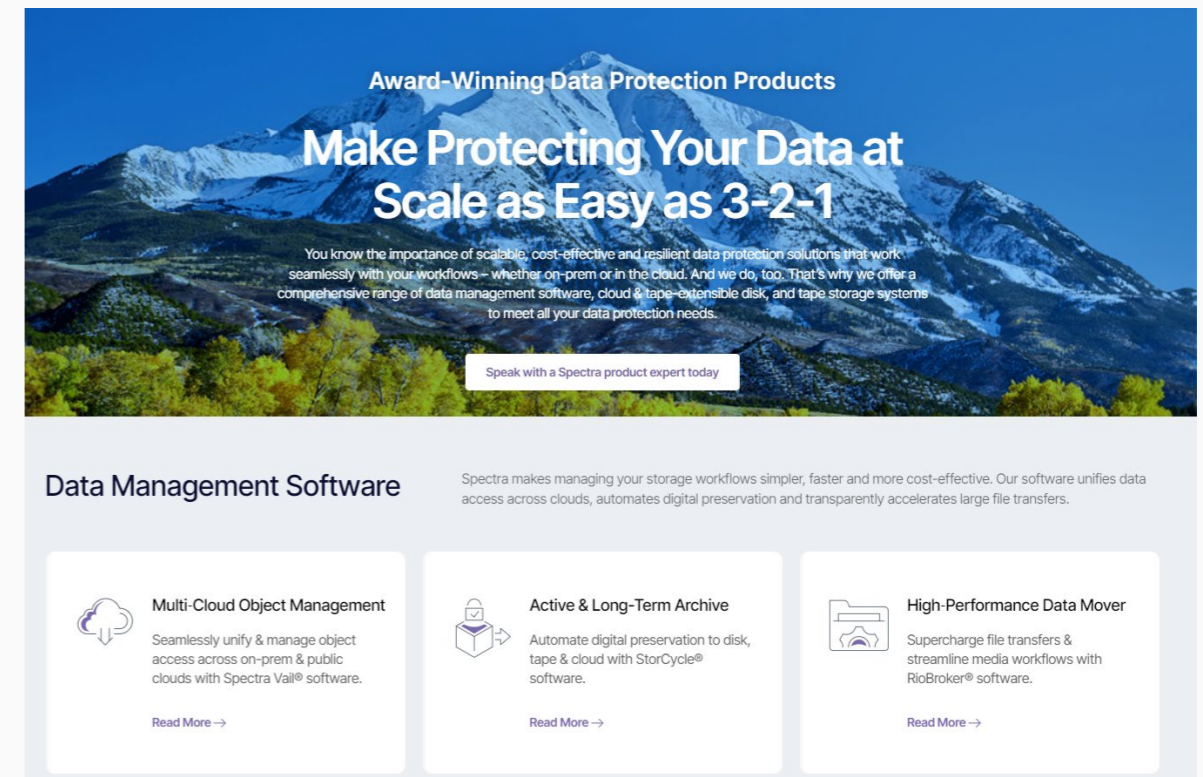 Award-Winning Data Protection Products
Make Protecting Your Data at
Scale as Easy as 3-2-1
You know the importance of scalable, cost-effective and resilient data protection solutions that work
seamlessly with your workflows – whether on-prem or in the cloud. And we do, too. That's why we offer a
comprehensive range of data management software, cloud & tape-extensible disk, and tape storage systems
to meet all your data protection needs.
Speak with a Spectra product expert today
Data Management Software
Spectra makes managing your storage workflows simpler, faster and more cost-effective. Our software unifies data
access across clouds, automates digital preservation and transparently accelerates large file transfers.
Multi-Cloud Object Management
Seamlessly unify & manage object
access across on-prem & public
clouds with Spectra Vail® software.
Read More →
Active & Long-Term Archive
Automate digital preservation to disk,
tape & cloud with StorCycle®
software.
Read More →
High-Performance Data Mover
Supercharge file transfers &
streamline media workflows with
RioBroker® software.
Read More →